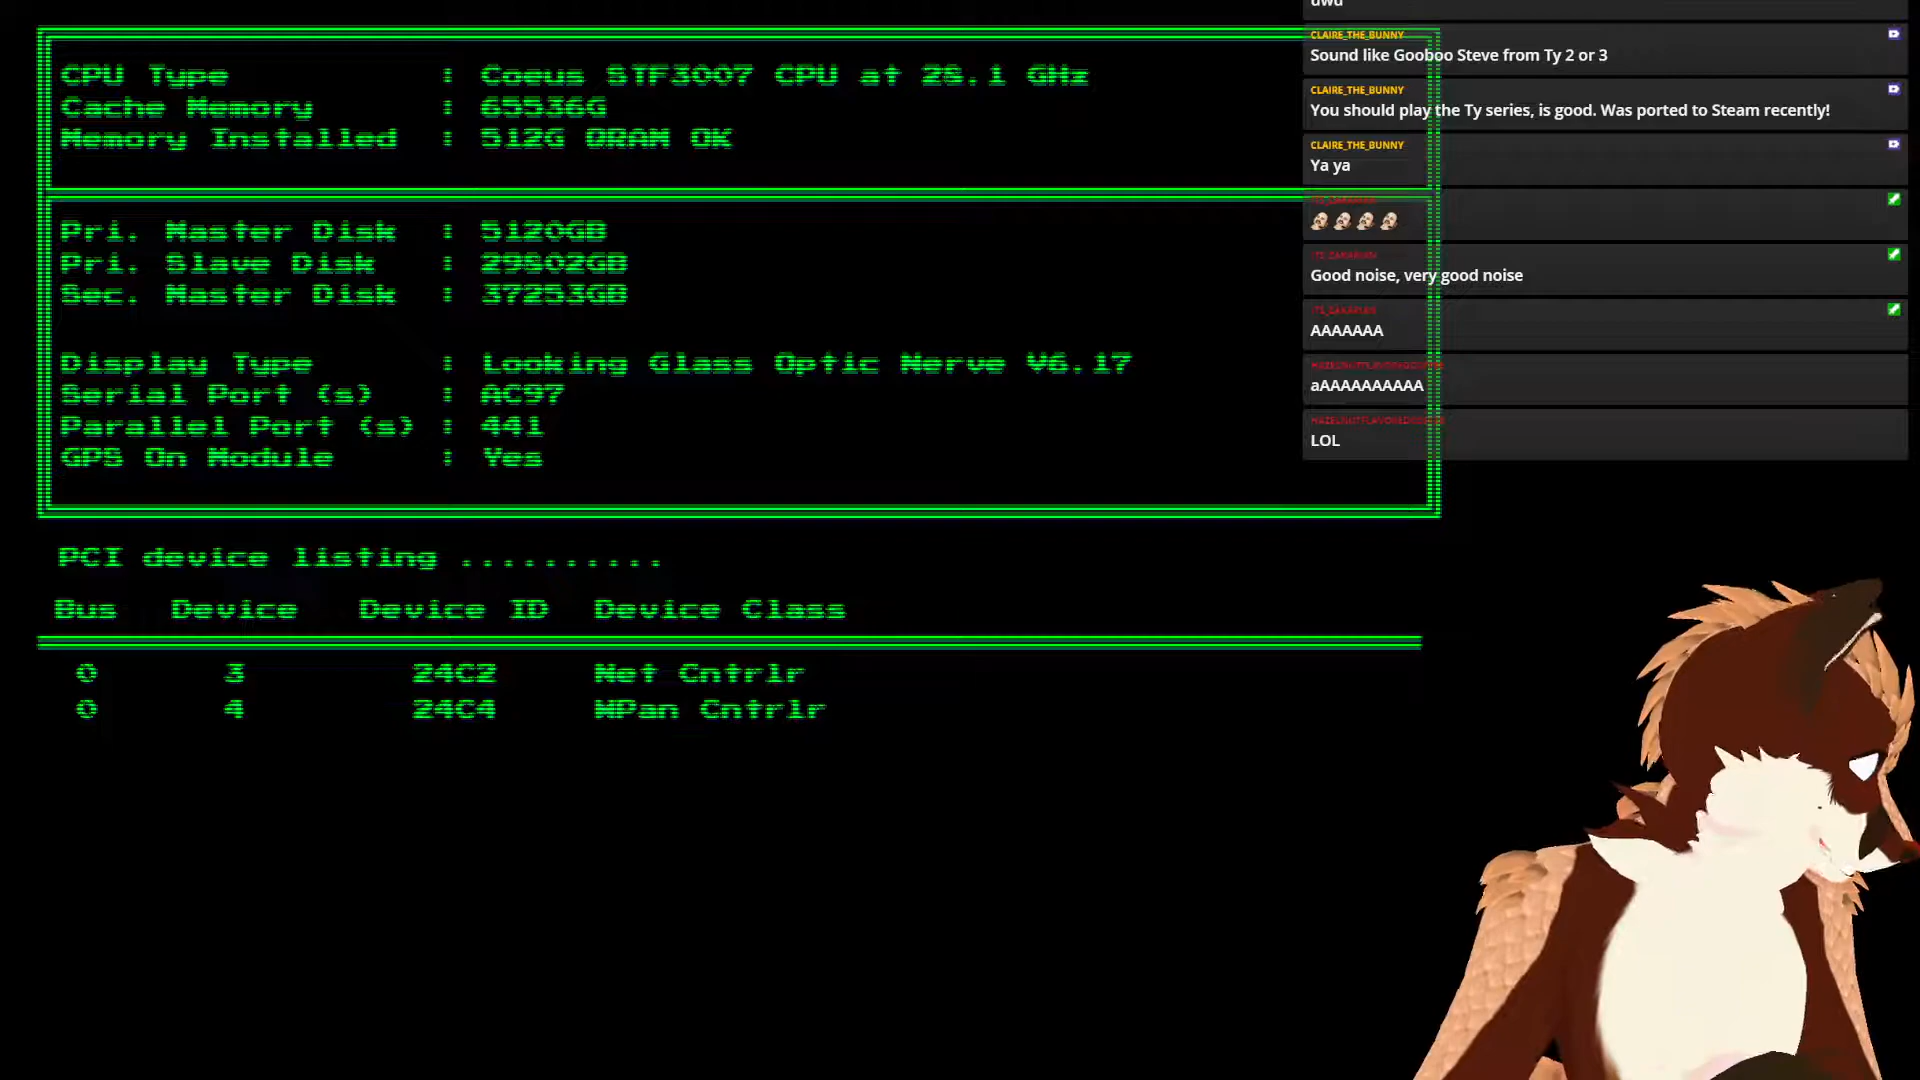 CPU Type : Coeus STF3007 CPU at 28.1 GHz
Cache Memory : 65536G
Memory Installed : 512G QRAM OK
Pri. Master Disk : 5120GB
Pri. Slave Disk : 29802GB
Sec. Master Disk : 37253GB
Display Type : Looking Glass Optic Nerve V6.17
Serial Port (s) : AC97
Parallel Port (s) : 441
GPS On Module : Yes
PCI device listing ..........
Bus Device Device ID Device Class
0 3 24C2 Net Cntrlr
0 4 24C4 MPan Cntrlr
uwu
CLAIRE_THE_BUNNY
Sound like Gooboo Steve from Ty 2 or 3
CLAIRE_THE_BUNNY
You should play the Ty series, is good. Was ported to Steam recently!
CLAIRE_THE_BUNNY
Ya ya
Good noise, very good noise
AAAAAAA
aAAAAAAAAAA
LOL